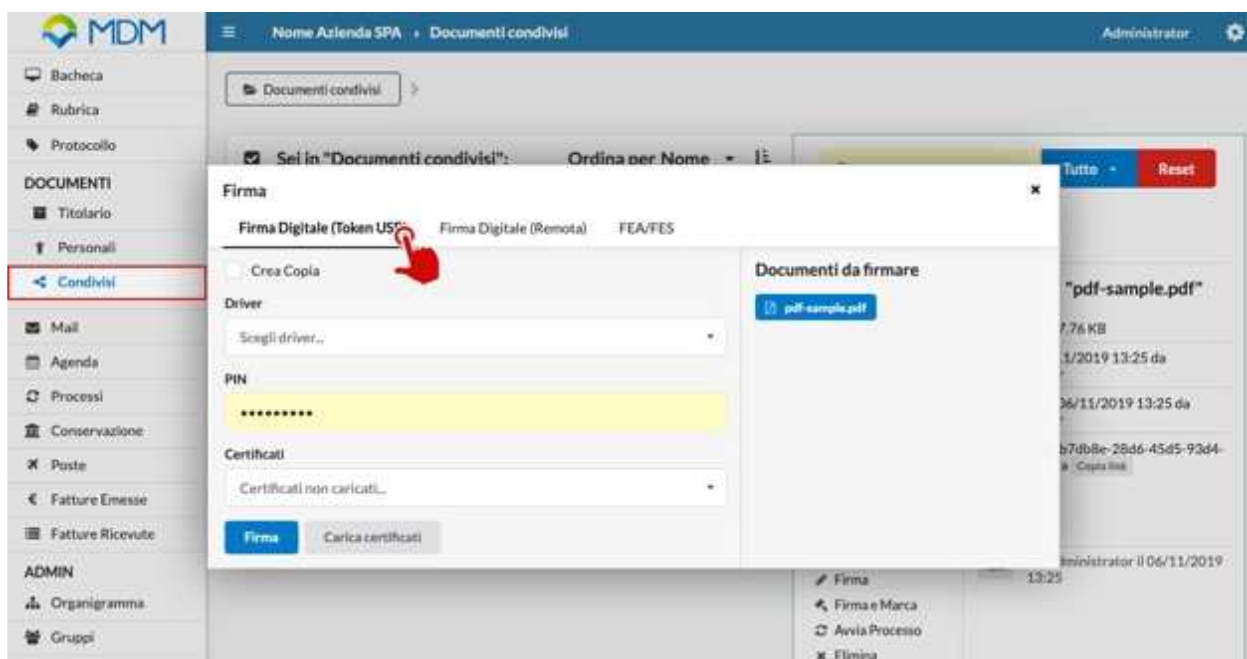 MDM
Nome Azienda SPA › Documenti condivisi
Administrator
Bacheca
Rubrica
Protocollo
DOCUMENTI
Titolario
Personali
Condivisi
Mail
Agenda
Processi
Conservazione
Poste
Fatture Emesse
Fatture Ricevute
ADMIN
Organigramma
Gruppi
Documenti condivisi
Sei in "Documenti condivisi":
Ordina per Nome
Tutto
Reset
Firma
Firma Digitale (Token USB)
Firma Digitale (Remota)
FEA/FES
Crea Copia
Driver
Scegli driver...
PIN
•••••••••
Certificati
Certificati non caricati...
Firma
Carica certificati
Documenti da firmare
pdf-sample.pdf
"pdf-sample.pdf"
7.76 KB
1/2019 13:25 da
06/11/2019 13:25 da
b7db8e-28d6-45d5-93d4-
Copia link
ministrator il 06/11/2019
13:25
Firma
Firma e Marca
Avvia Processo
Elimina